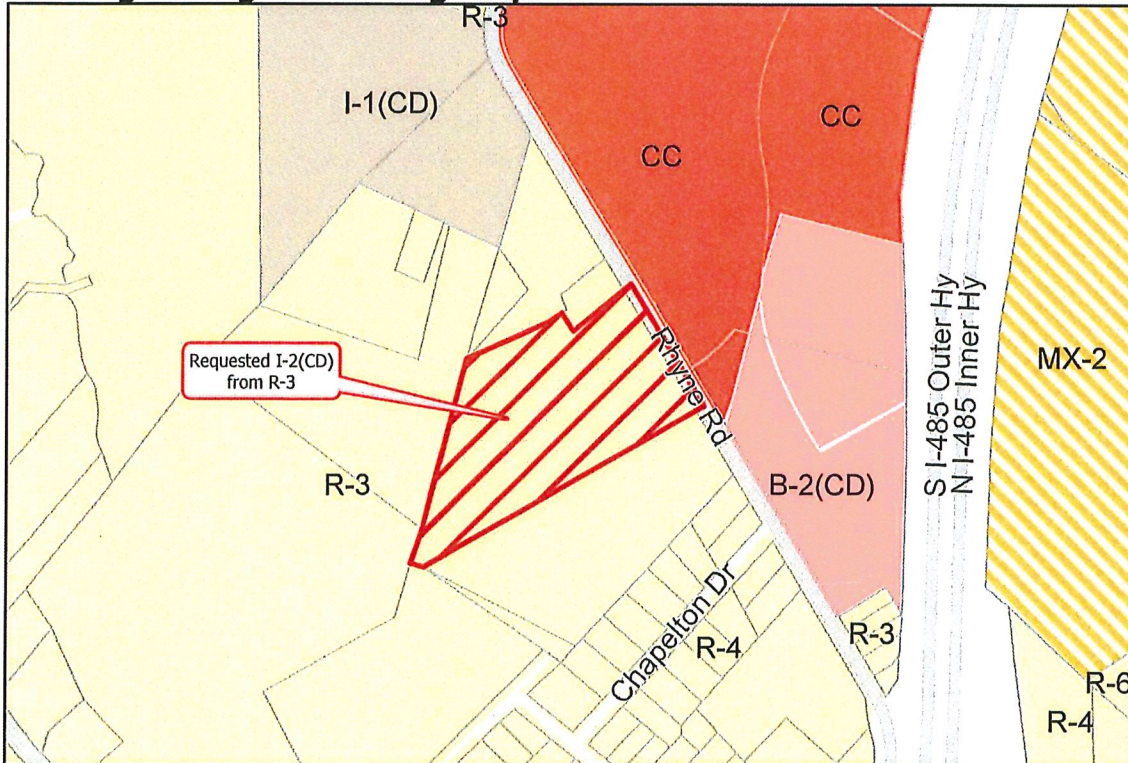 R-3
I-1(CD)
CC
CC
Requested I-2(CD)
from R-3
Rhyne Rd
S I-485 Outer Hy
N I-485 Inner Hy
MX-2
R-3
B-2(CD)
Chapelton Dr
R-4
R-3
R-6
R-4